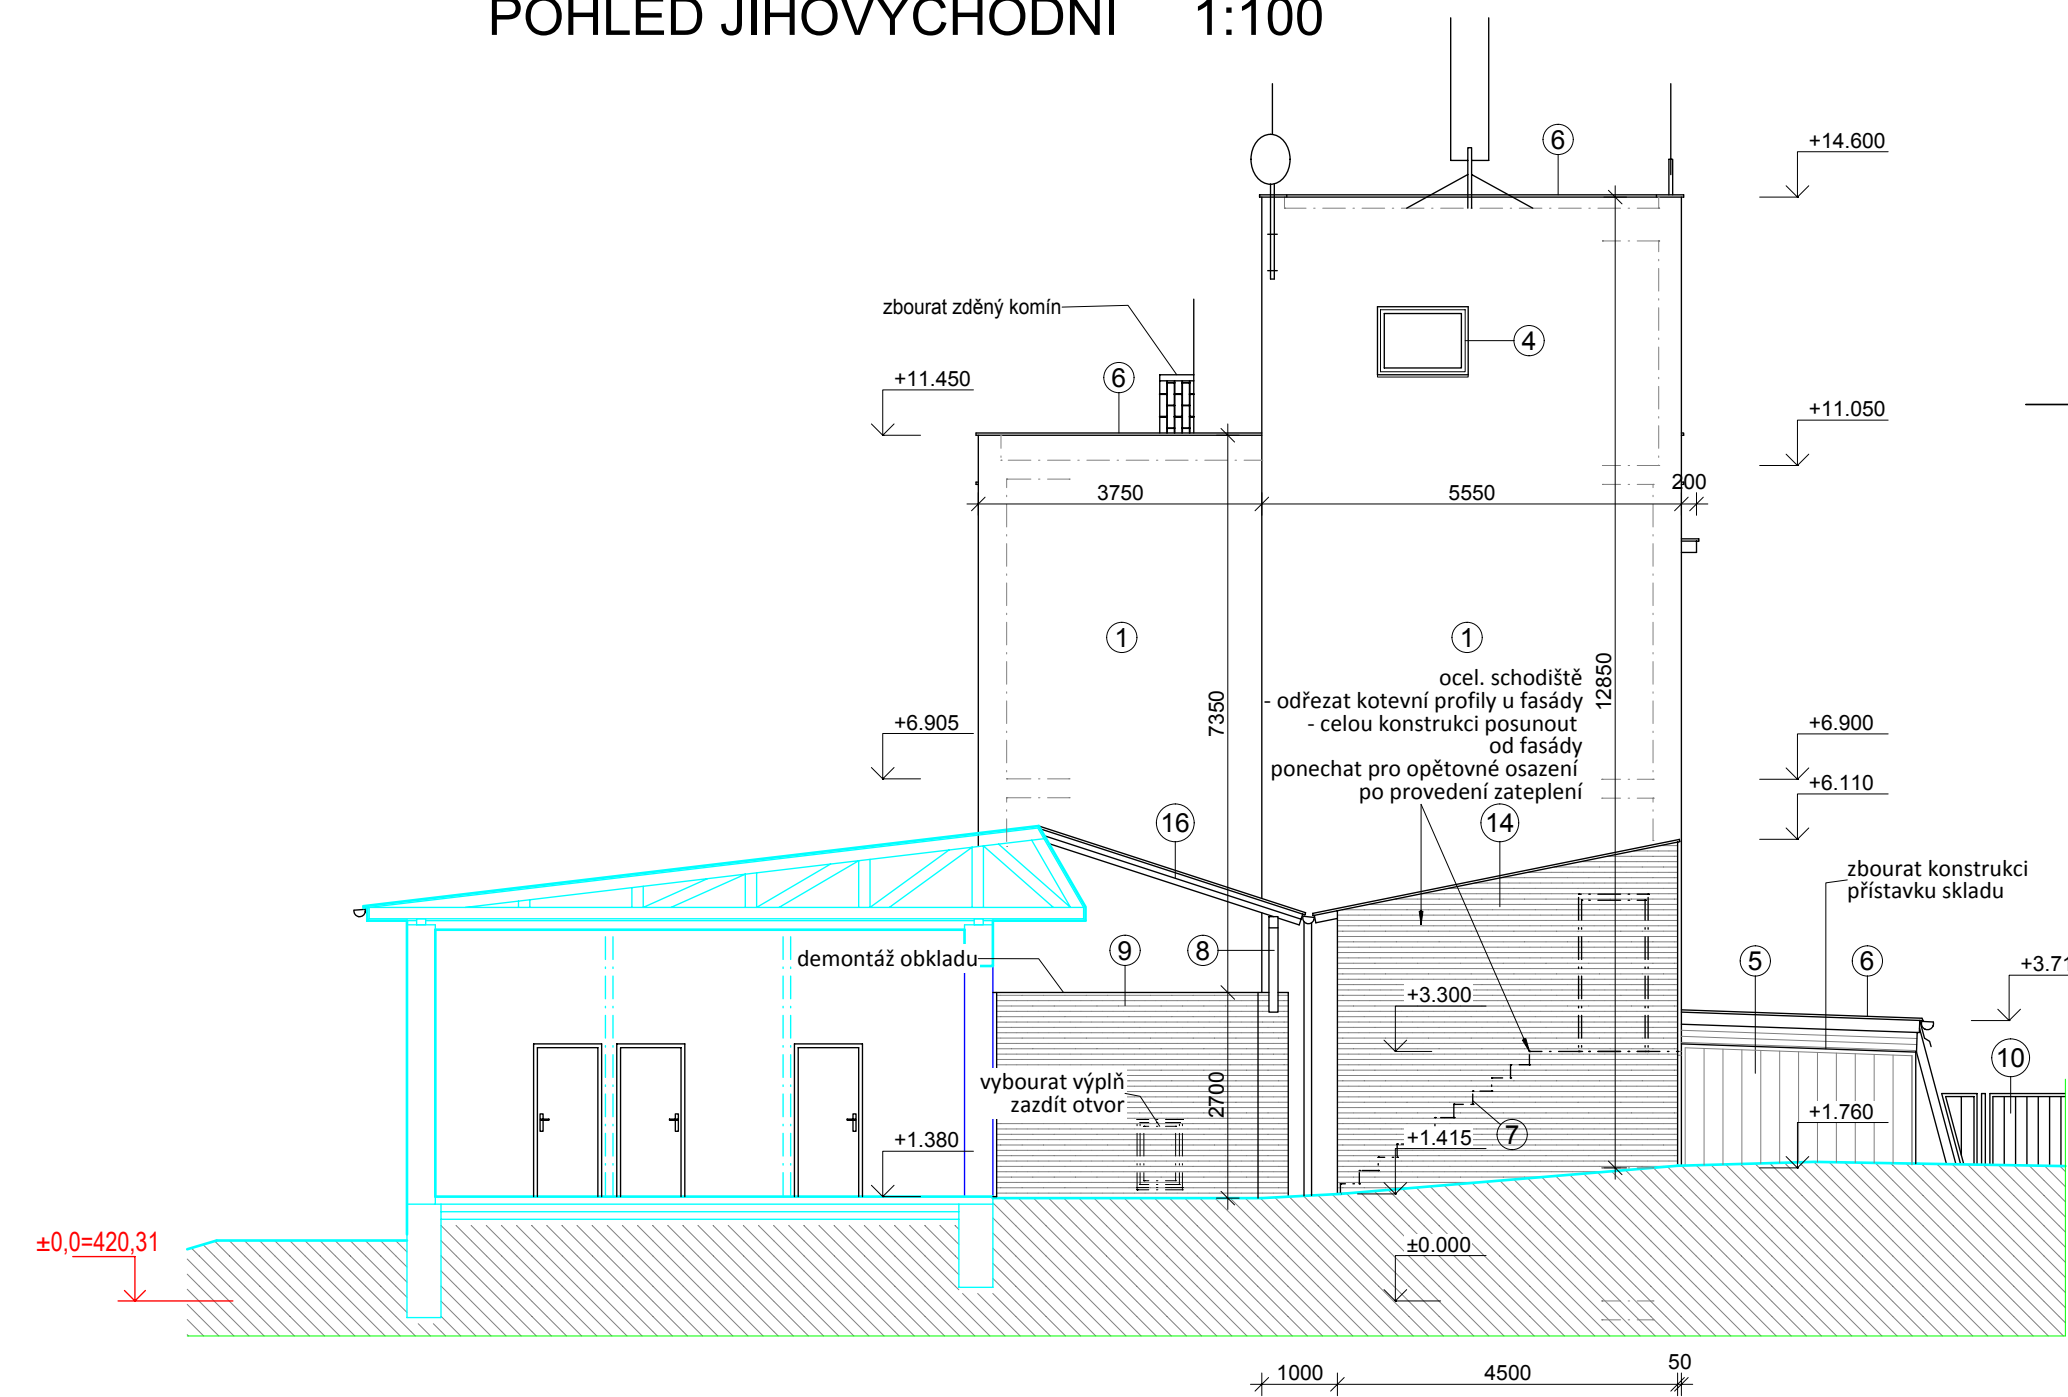 POHLED JIHOVÝCHODNÍ 1:100
+14.600
6
zbourat zděný komín
4
+11.450
6
+11.050
200
3750
5550
1
1
ocel. schodiště
- odřezat kotevní profily u fasády
- celou konstrukci posunout
od fasády
ponechat pro opětovné osazení
po provedení zateplení
12850
7350
+6.905
+6.900
+6.110
16
14
zbourat konstrukci
přístavku skladu
demontáž obkladu
9
8
5
6
+3.71
+3.300
10
vybourat výplň
zazdít otvor
2700
+1.760
+1.380
+1.415
7
±0,0=420,31
±0.000
1000
4500
50